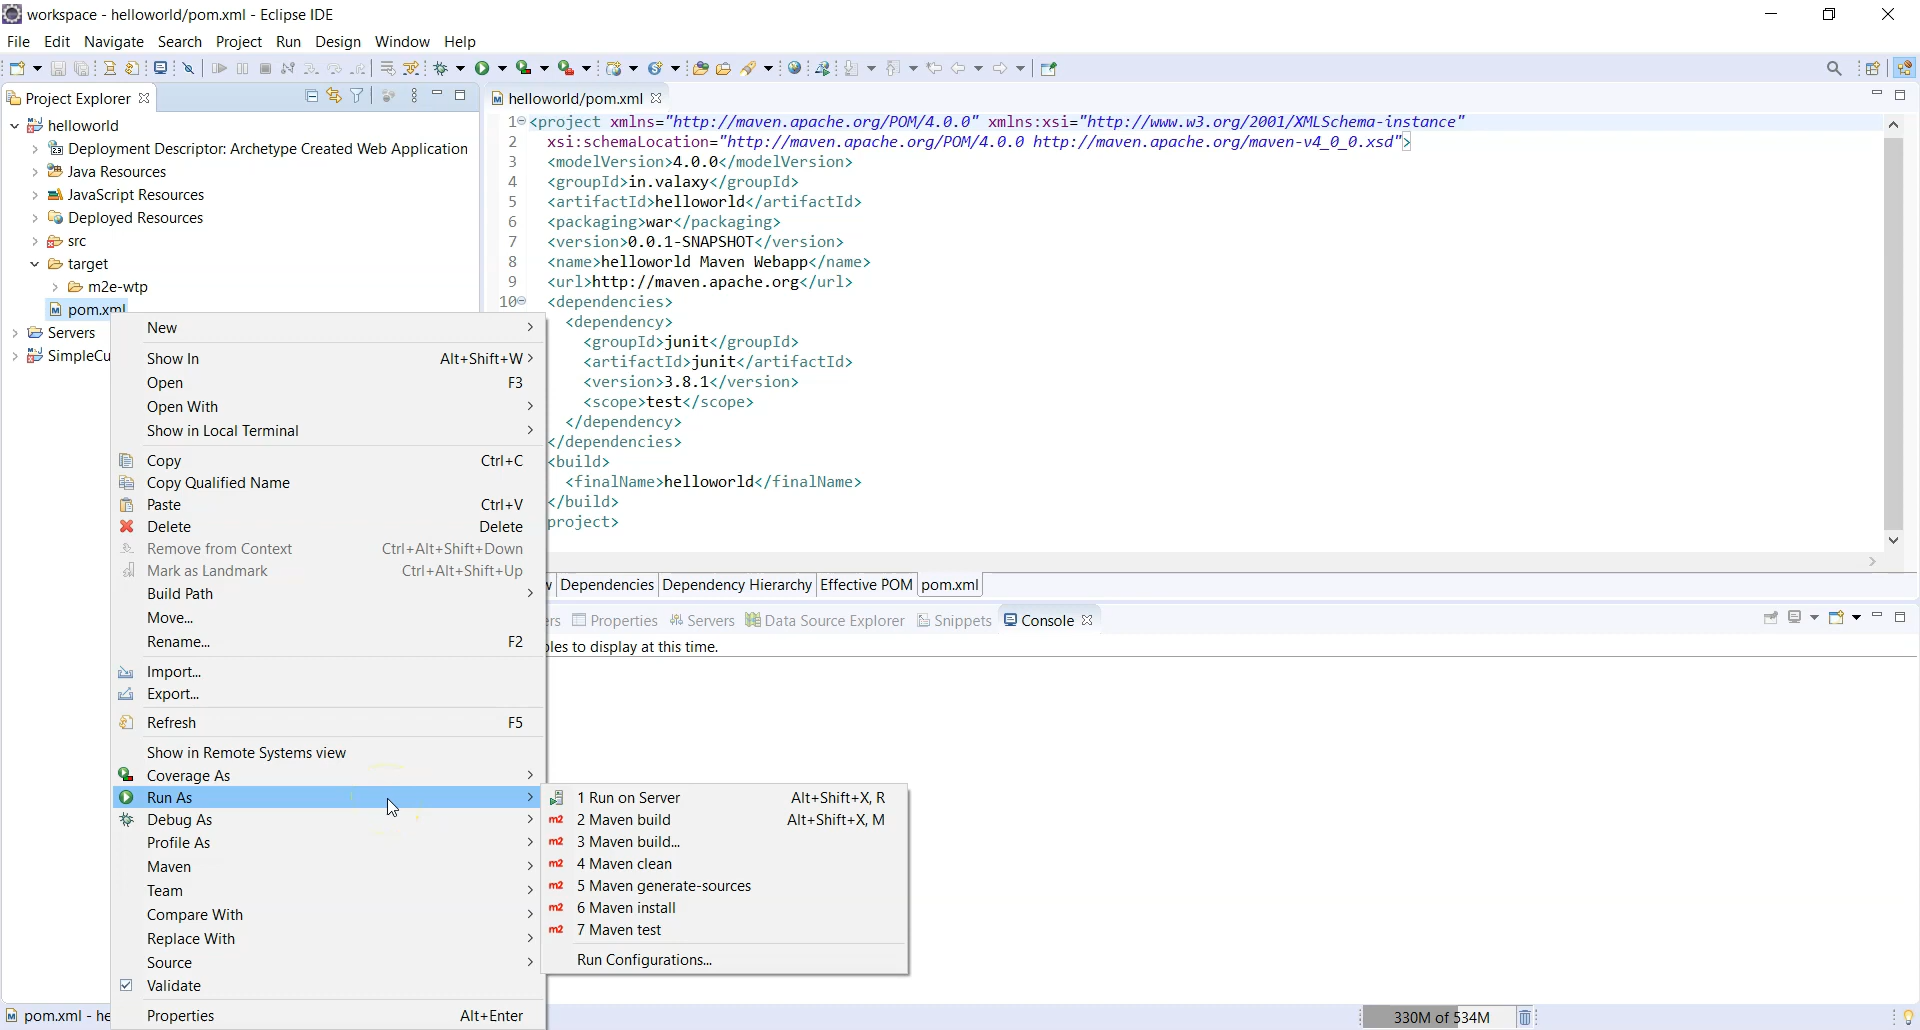 workspace - helloworld/pom.xml - Eclipse IDE
File Edit Navigate Search Project Run Design Window Help
Project Explorer
helloworld
Deployment Descriptor: Archetype Created Web Application
Java Resources
JavaScript Resources
Deployed Resources
src
target
m2e-wtp
pom.xml
Servers
SimpleCu
New
Show In Alt+Shift+W
Open F3
Open With
Show in Local Terminal
Copy Ctrl+C
Copy Qualified Name
Paste Ctrl+V
Delete Delete
Remove from Context Ctrl+Alt+Shift+Down
Mark as Landmark Ctrl+Alt+Shift+Up
Build Path
Move...
Rename... F2
Import...
Export...
Refresh F5
Show in Remote Systems view
Coverage As
Run As
Debug As
Profile As
Maven
Team
Compare With
Replace With
Source
Validate
Properties Alt+Enter
1 Run on Server Alt+Shift+X, R
2 Maven build Alt+Shift+X, M
3 Maven build...
4 Maven clean
5 Maven generate-sources
6 Maven install
7 Maven test
Run Configurations...
helloworld/pom.xml
1 <project xmlns="http://maven.apache.org/POM/4.0.0" xmlns:xsi="http://www.w3.org/2001/XMLSchema-instance"
2 xsi:schemaLocation="http://maven.apache.org/POM/4.0.0 http://maven.apache.org/maven-v4_0_0.xsd">
3 <modelVersion>4.0.0</modelVersion>
4 <groupId>in.valaxy</groupId>
5 <artifactId>helloworld</artifactId>
6 <packaging>war</packaging>
7 <version>0.0.1-SNAPSHOT</version>
8 <name>helloworld Maven Webapp</name>
9 <url>http://maven.apache.org</url>
10 <dependencies>
<dependency>
<groupId>junit</groupId>
<artifactId>junit</artifactId>
<version>3.8.1</version>
<scope>test</scope>
</dependency>
</dependencies>
<build>
<finalName>helloworld</finalName>
</build>
project>
w Dependencies Dependency Hierarchy Effective POM pom.xml
ers Properties Servers Data Source Explorer Snippets Console
les to display at this time.
pom.xml - he
330M of 534M